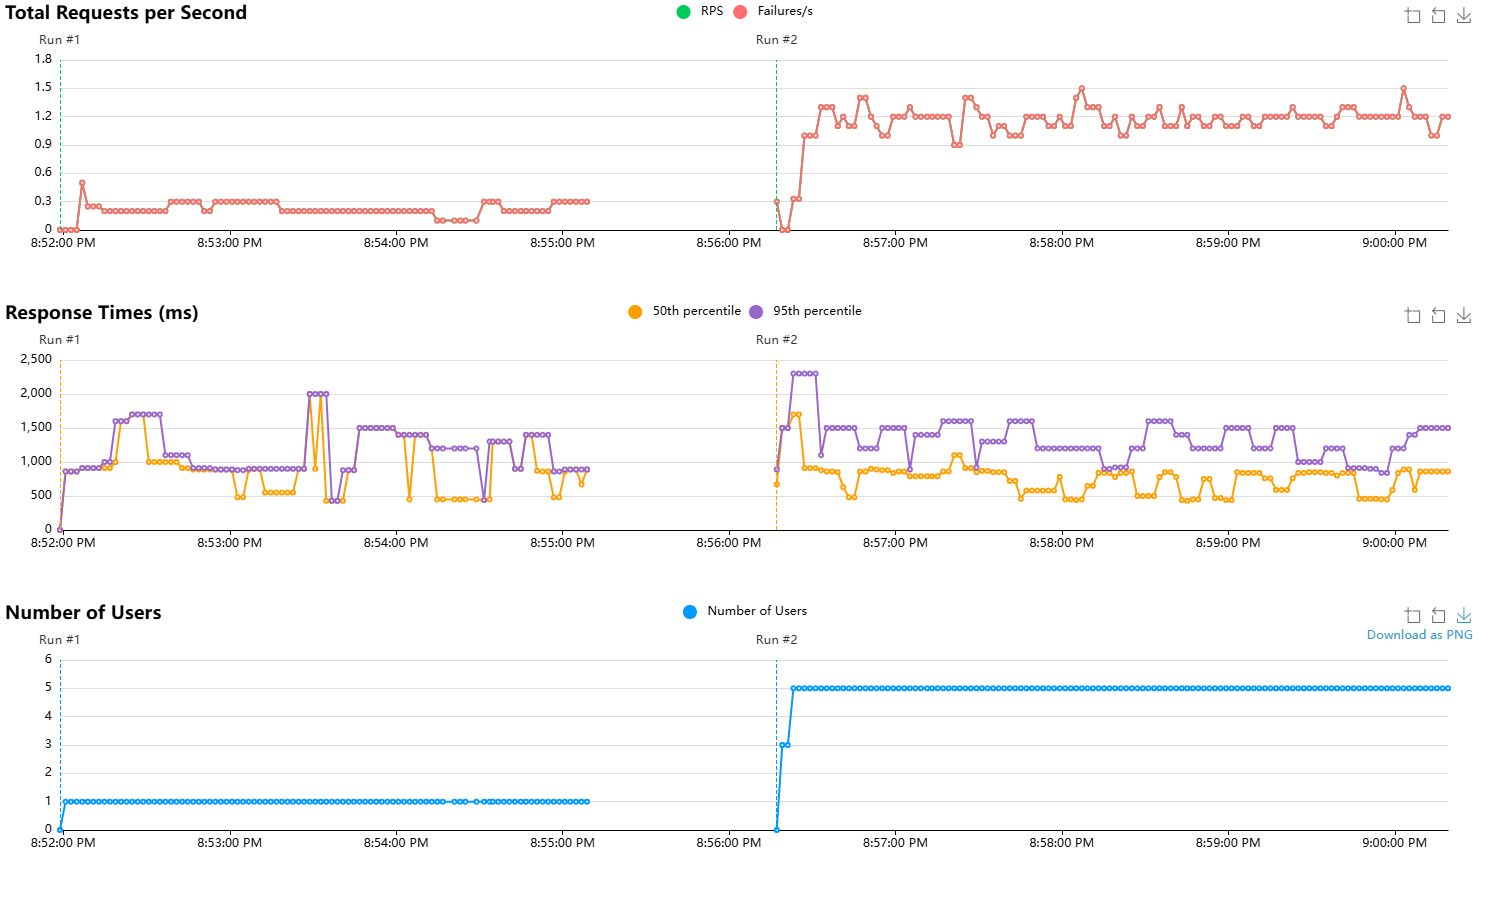 Total Requests per Second
RPS Failures/s
Run #1 Run #2
1.8
1.5
1.2
0.9
0.6
0.3
0
8:52:00 PM 8:53:00 PM 8:54:00 PM 8:55:00 PM 8:56:00 PM 8:57:00 PM 8:58:00 PM 8:59:00 PM 9:00:00 PM
Response Times (ms)
50th percentile 95th percentile
Run #1 Run #2
2,500
2,000
1,500
1,000
500
0
8:52:00 PM 8:53:00 PM 8:54:00 PM 8:55:00 PM 8:56:00 PM 8:57:00 PM 8:58:00 PM 8:59:00 PM 9:00:00 PM
Number of Users
Number of Users
Download as PNG
Run #1 Run #2
6
5
4
3
2
1
0
8:52:00 PM 8:53:00 PM 8:54:00 PM 8:55:00 PM 8:56:00 PM 8:57:00 PM 8:58:00 PM 8:59:00 PM 9:00:00 PM